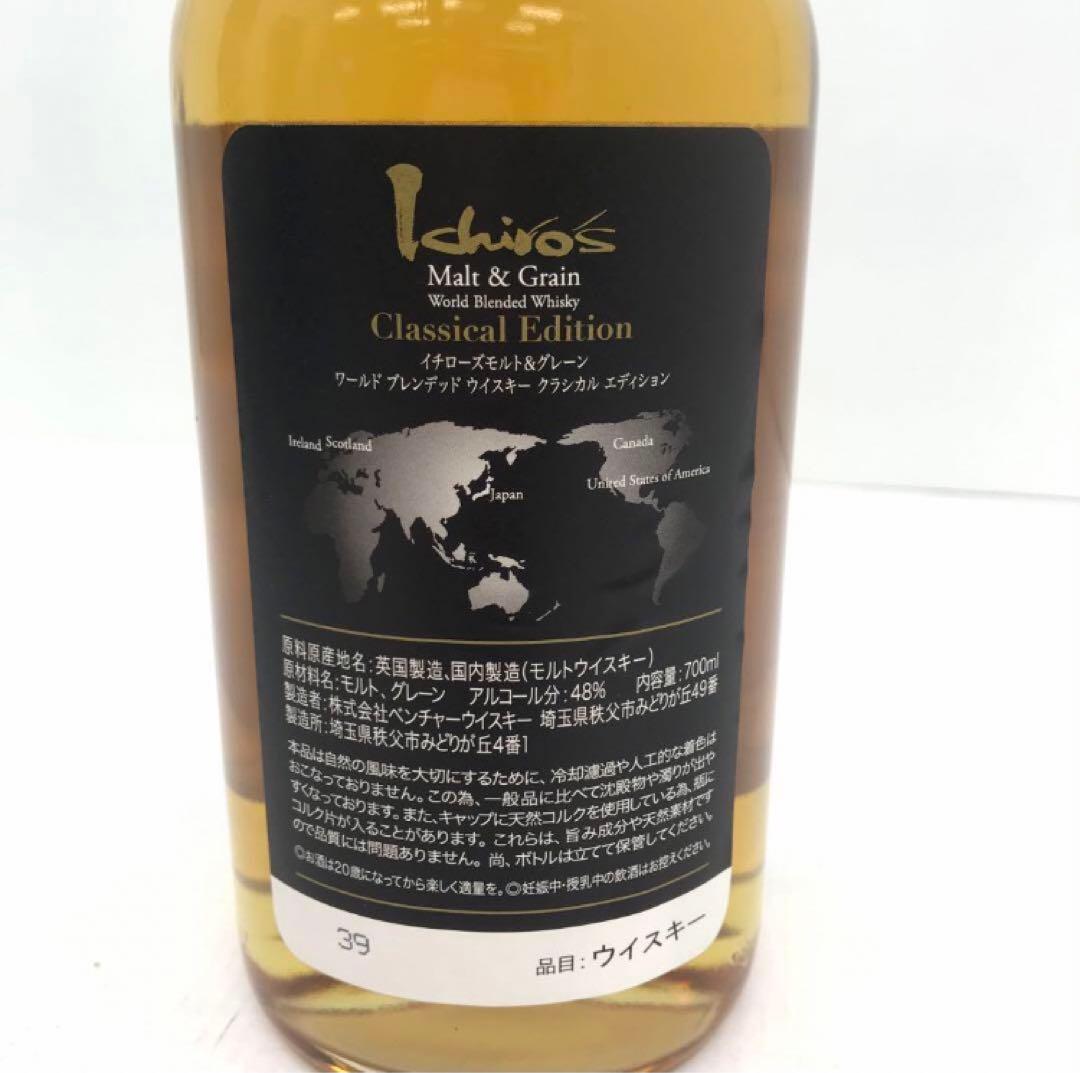 Ichiro's
Malt & Grain
World Blended Whisky
Classical Edition
イチローズモルト&グレーン
ワールド ブレンデッド ウイスキー クラシカル エディション
Ireland Scotland
Canada
United States of America
Japan
原料原産地名:英国製造、国内製造(モルトウイスキー)
原材料名:モルト、グレーン アルコール分:48% 内容量:700ml
製造者:株式会社ベンチャーウイスキー 埼玉県秩父市みどりが丘49番
製造所:埼玉県秩父市みどりが丘4番1
本品は自然の風味を大切にするために、冷却濾過や人工的な着色は
おこなっておりません。この為、一般品に比べて沈殿物や濁りが出や
すくなっております。また、キャップに天然コルクを使用している為、瓶に
コルク片が入ることがあります。これらは、旨み成分や天然素材です
ので品質には問題ありません。尚、ボトルは立てて保管してください。
◎お酒は20歳になってから楽しく適量を。◎妊娠中・授乳中の飲酒はお控えください。
39
品目:ウイスキー